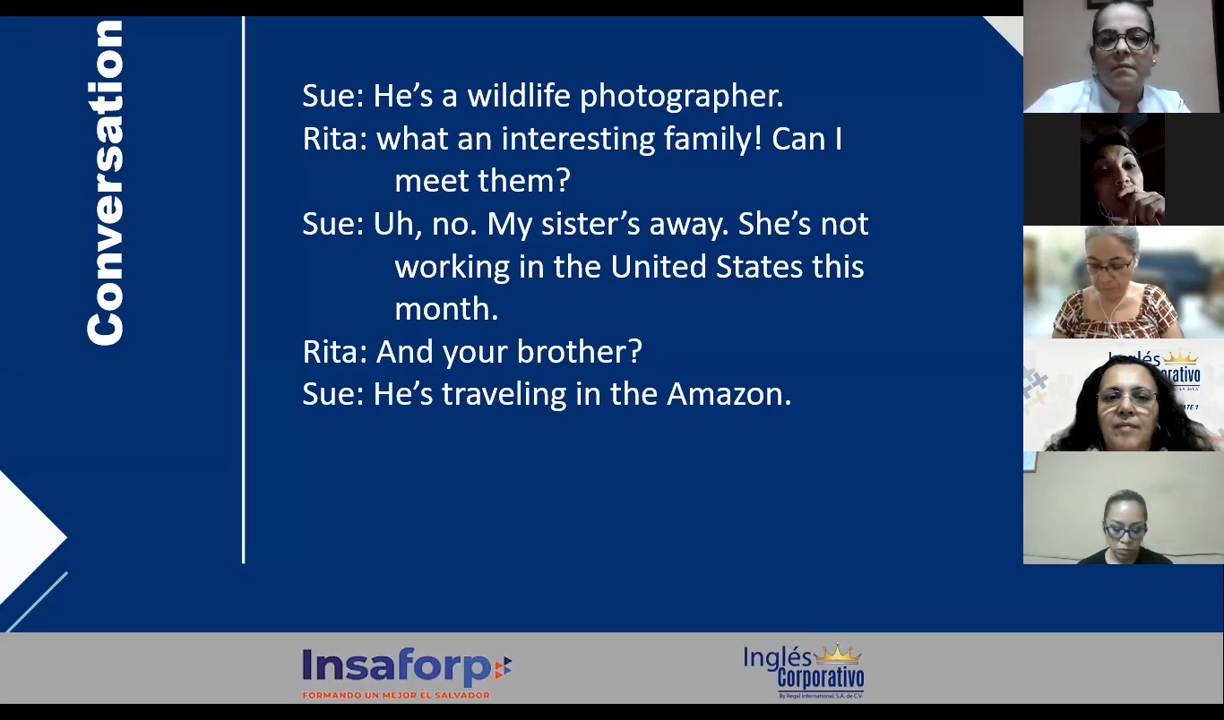 Conversation
Sue: He's a wildlife photographer.
Rita: what an interesting family! Can I
meet them?
Sue: Uh, no. My sister's away. She's not
working in the United States this
month.
Rita: And your brother?
Sue: He's traveling in the Amazon.
Inglés
Insaforp
FORMANDO UN MEJOR EL SALVADOR
Inglés
Corporativo
By Regal International, S.A. de C.V.